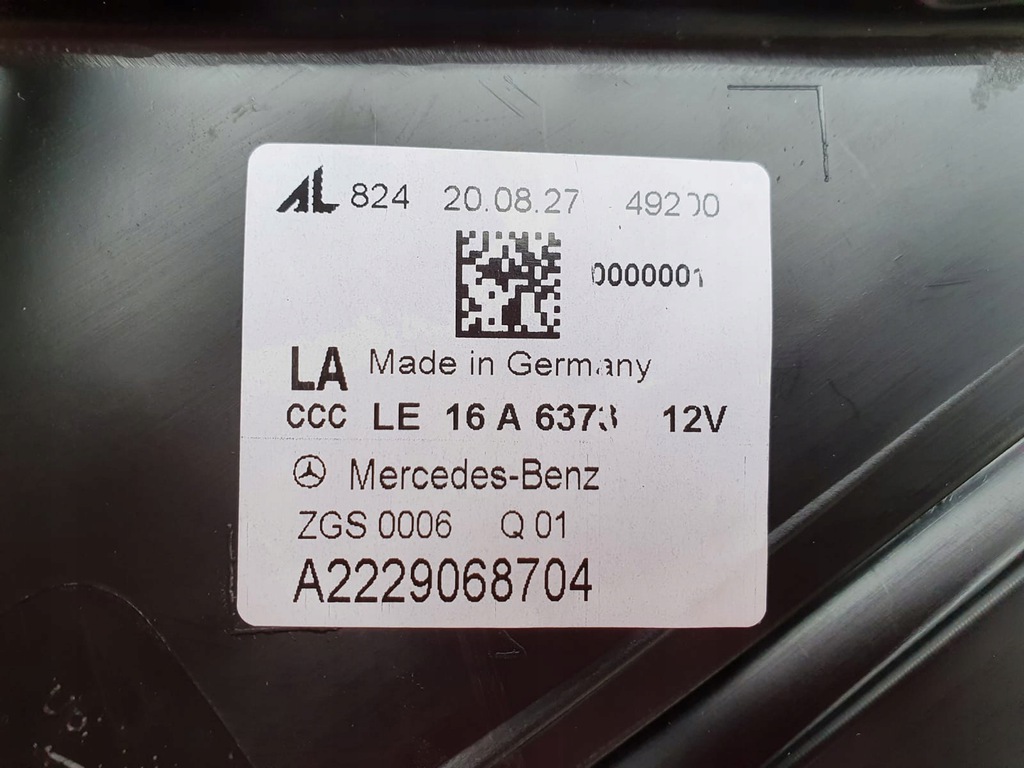 AL 824 20.08.27 49200
0000001
LA Made in Germany
CCC LE 16 A 6373 12V
Mercedes-Benz
ZGS 0006 Q 01
A2229068704